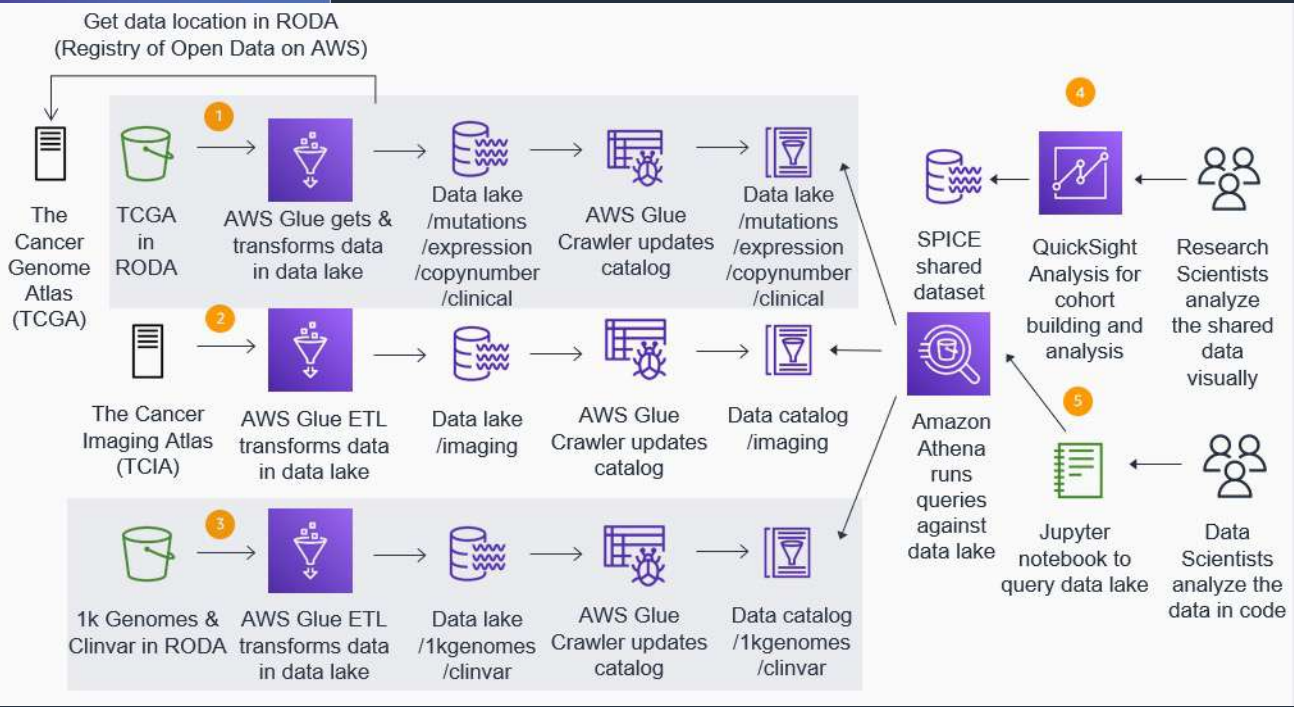 Get data location in RODA
(Registry of Open Data on AWS)
1
The
Cancer
Genome
Atlas
(TCGA)
TCGA
in
RODA
AWS Glue gets &
transforms data
in data lake
Data lake
/mutations
/expression
/copynumber
/clinical
AWS Glue
Crawler updates
catalog
Data lake
/mutations
/expression
/copynumber
/clinical
2
The Cancer
Imaging Atlas
(TCIA)
AWS Glue ETL
transforms data
in data lake
Data lake
/imaging
AWS Glue
Crawler updates
catalog
Data catalog
/imaging
3
1k Genomes &
Clinvar in RODA
AWS Glue ETL
transforms data
in data lake
Data lake
/1kgenomes
/clinvar
AWS Glue
Crawler updates
catalog
Data catalog
/1kgenomes
/clinvar
Amazon
Athena
runs
queries
against
data lake
4
SPICE
shared
dataset
QuickSight
Analysis for
cohort
building and
analysis
Research
Scientists
analyze
the shared
data
visually
5
Jupyter
notebook to
query data lake
Data
Scientists
analyze the
data in code